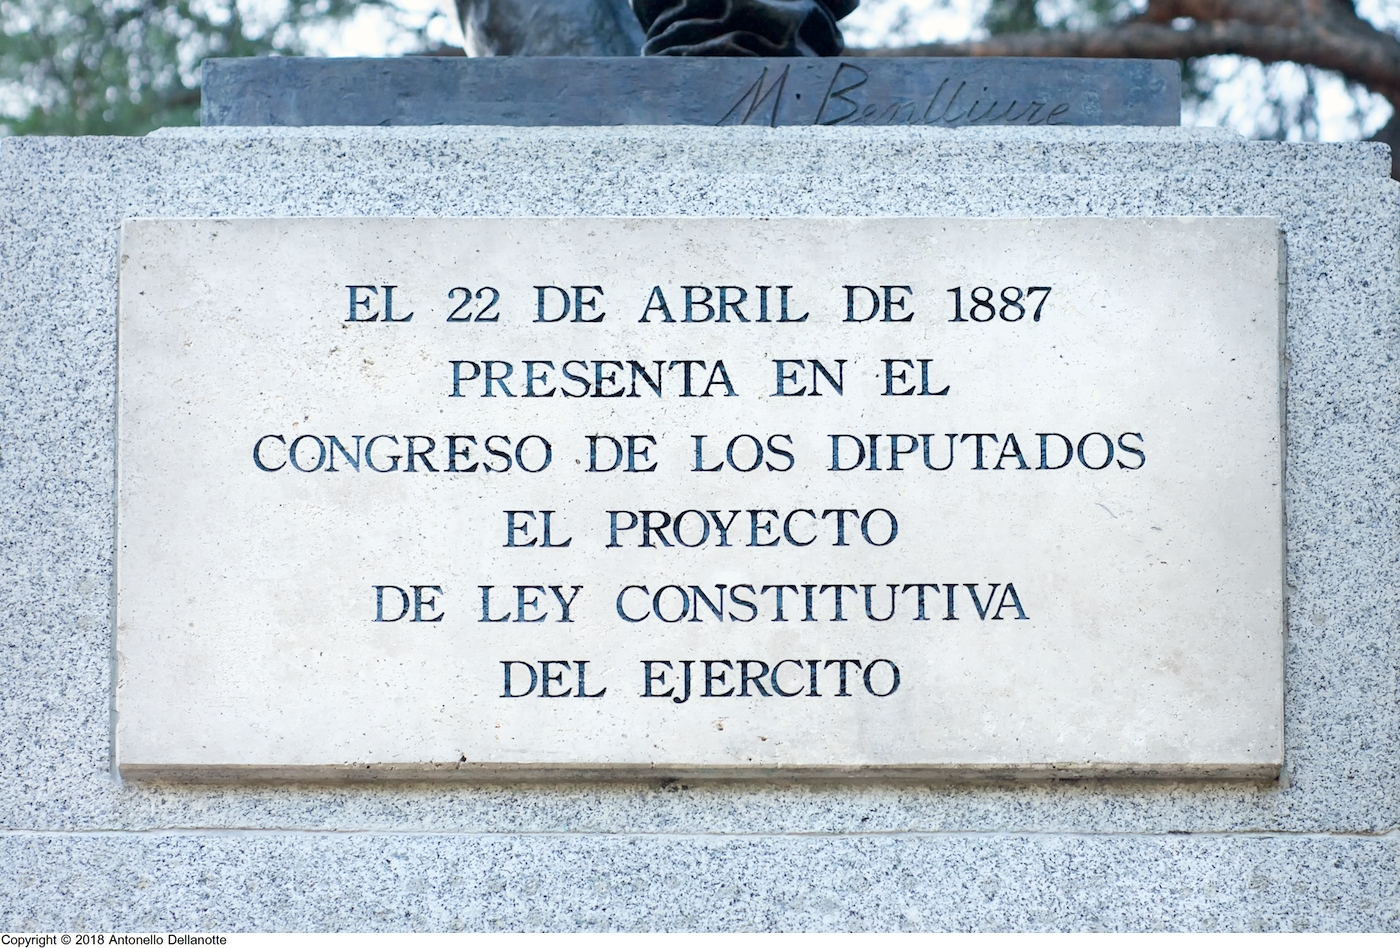 M. Benlliure
EL 22 DE ABRIL DE 1887
PRESENTA EN EL
CONGRESO DE LOS DIPUTADOS
EL PROYECTO
DE LEY CONSTITUTIVA
DEL EJERCITO
Copyright © 2018 Antonello Dellanotte